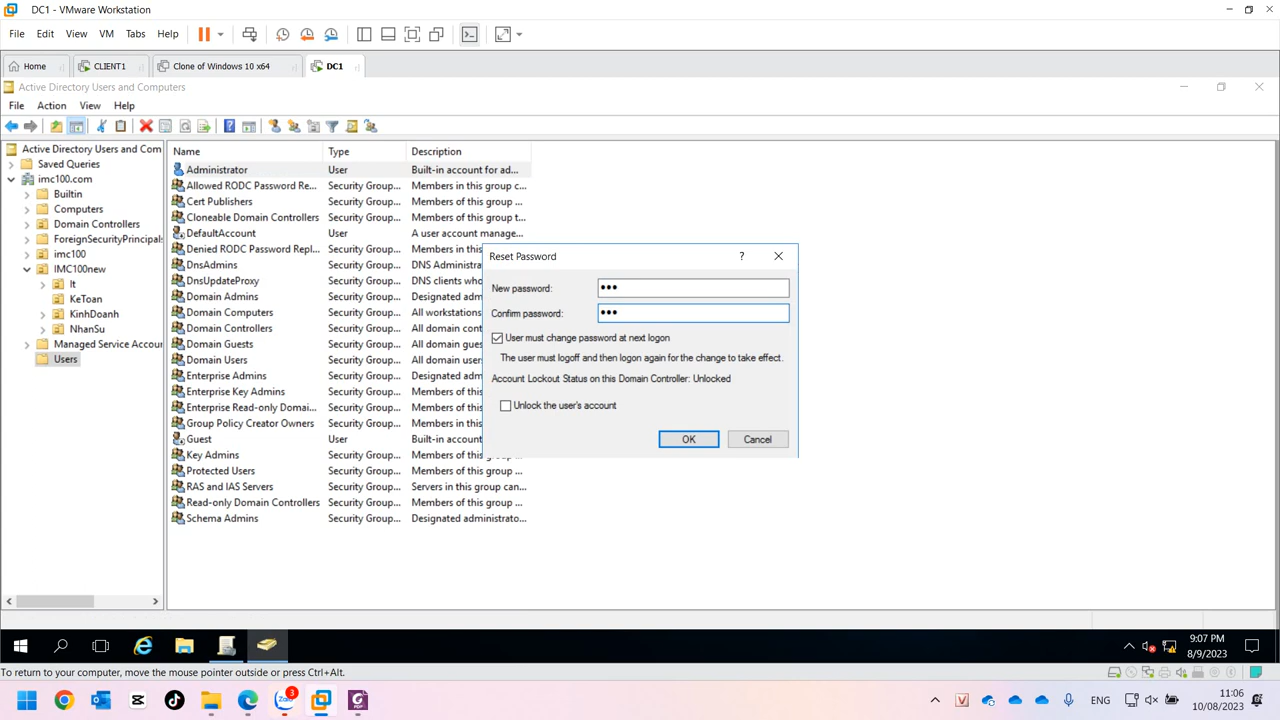 DC1 - VMware Workstation
File Edit View VM Tabs Help
Home CLIENT1 Clone of Windows 10 x64 DC1
Active Directory Users and Computers
File Action View Help
Active Directory Users and Com
Saved Queries
imc100.com
Builtin
Computers
Domain Controllers
ForeignSecurityPrincipals
imc100
IMC100new
It
KeToan
KinhDoanh
NhanSu
Managed Service Accour
Users
Name Type Description
Administrator User Built-in account for ad...
Allowed RODC Password Re... Security Group... Members in this group c...
Cert Publishers Security Group... Members of this group ...
Cloneable Domain Controllers Security Group... Members of this group t...
DefaultAccount User A user account manage...
Denied RODC Password Repl... Security Group... Members in this
DnsAdmins Security Group... DNS Administra
DnsUpdateProxy Security Group... DNS clients who
Domain Admins Security Group... Designated admi
Domain Computers Security Group... All workstations
Domain Controllers Security Group... All domain cont
Domain Guests Security Group... All domain gues
Domain Users Security Group... All domain user
Enterprise Admins Security Group... Designated admi
Enterprise Key Admins Security Group... Members of this
Enterprise Read-only Domai... Security Group... Members of this
Group Policy Creator Owners Security Group... Members of this
Guest User Built-in account
Key Admins Security Group... Members of this group ...
Protected Users Security Group... Members of this group ...
RAS and IAS Servers Security Group... Servers in this group can...
Read-only Domain Controllers Security Group... Members of this group ...
Schema Admins Security Group... Designated administrato...
Reset Password ?
New password: •••
Confirm password: •••
User must change password at next logon
The user must logoff and then logon again for the change to take effect.
Account Lockout Status on this Domain Controller: Unlocked
Unlock the user's account
OK Cancel
9:07 PM
8/9/2023
To return to your computer, move the mouse pointer outside or press Ctrl+Alt.
Zalo 3
ENG
11:06
10/08/2023